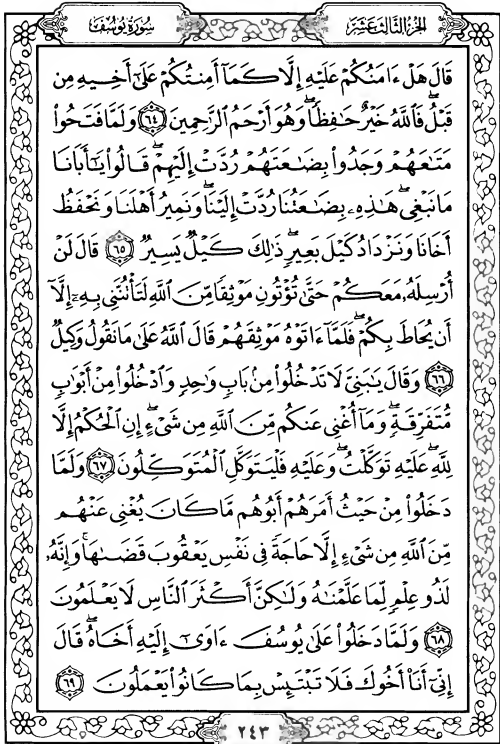 الجزء الثالث عشر
سورة يوسف
قَالَ هَلْ ءَامَنُكُمْ عَلَيْهِ إِلَّا كَمَآ أَمِنتُكُمْ عَلَىٰٓ أَخِيهِ مِن
قَبْلُ ۖ فَٱللَّهُ خَيْرٌ حَٰفِظًا ۖ وَهُوَ أَرْحَمُ ٱلرَّٰحِمِينَ ٦٤ وَلَمَّا فَتَحُوا۟
مَتَٰعَهُمْ وَجَدُوا۟ بِضَٰعَتَهُمْ رُدَّتْ إِلَيْهِمْ ۖ قَالُوا۟ يَٰٓأَبَانَا
مَا نَبْغِى ۖ هَٰذِهِۦ بِضَٰعَتُنَا رُدَّتْ إِلَيْنَا ۖ وَنَمِيرُ أَهْلَنَا وَنَحْفَظُ
أَخَانَا وَنَزْدَادُ كَيْلَ بَعِيرٍ ۖ ذَٰلِكَ كَيْلٌ يَسِيرٌ ٦٥ قَالَ لَنْ
أُرْسِلَهُۥ مَعَكُمْ حَتَّىٰ تُؤْتُونِ مَوْثِقًا مِّنَ ٱللَّهِ لَتَأْتُنَّنِى بِهِۦٓ إِلَّآ
أَن يُحَاطَ بِكُمْ ۖ فَلَمَّآ ءَاتَوْهُ مَوْثِقَهُمْ قَالَ ٱللَّهُ عَلَىٰ مَا نَقُولُ وَكِيلٌ
٦٦ وَقَالَ يَٰبَنِىَّ لَا تَدْخُلُوا۟ مِنۢ بَابٍ وَٰحِدٍ وَٱدْخُلُوا۟ مِنْ أَبْوَٰبٍ
مُّتَفَرِّقَةٍ ۖ وَمَآ أُغْنِى عَنكُم مِّنَ ٱللَّهِ مِن شَىْءٍ ۖ إِنِ ٱلْحُكْمُ إِلَّا
لِلَّهِ ۖ عَلَيْهِ تَوَكَّلْتُ ۖ وَعَلَيْهِ فَلْيَتَوَكَّلِ ٱلْمُتَوَكِّلُونَ ٦٧ وَلَمَّا
دَخَلُوا۟ مِنْ حَيْثُ أَمَرَهُمْ أَبُوهُم مَّا كَانَ يُغْنِى عَنْهُم
مِّنَ ٱللَّهِ مِن شَىْءٍ إِلَّا حَاجَةً فِى نَفْسِ يَعْقُوبَ قَضَىٰهَا ۚ وَإِنَّهُۥ
لَذُو عِلْمٍ لِّمَا عَلَّمْنَٰهُ وَلَٰكِنَّ أَكْثَرَ ٱلنَّاسِ لَا يَعْلَمُونَ
٦٨ وَلَمَّا دَخَلُوا۟ عَلَىٰ يُوسُفَ ءَاوَىٰٓ إِلَيْهِ أَخَاهُ ۖ قَالَ
إِنِّىٓ أَنَا۠ أَخُوكَ فَلَا تَبْتَئِسْ بِمَا كَانُوا۟ يَعْمَلُونَ ٦٩
٢٤٣